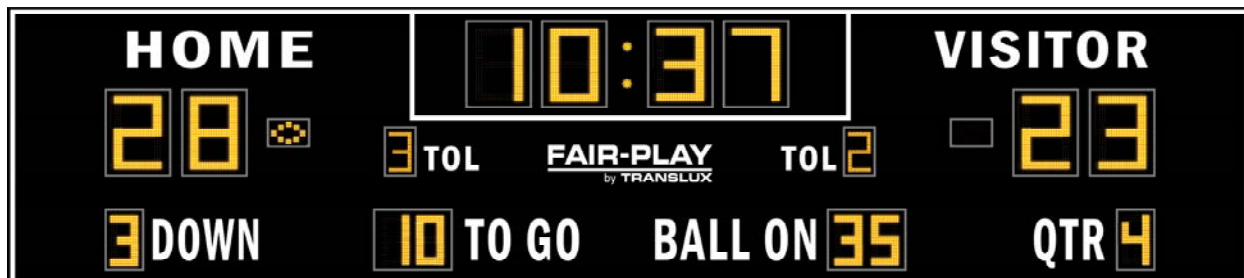 HOME 10:37 VISITOR
28 23
3 TOL FAIR-PLAY TOL 2
by TRANSLUX
3 DOWN 10 TO GO BALL ON 35 QTR 4